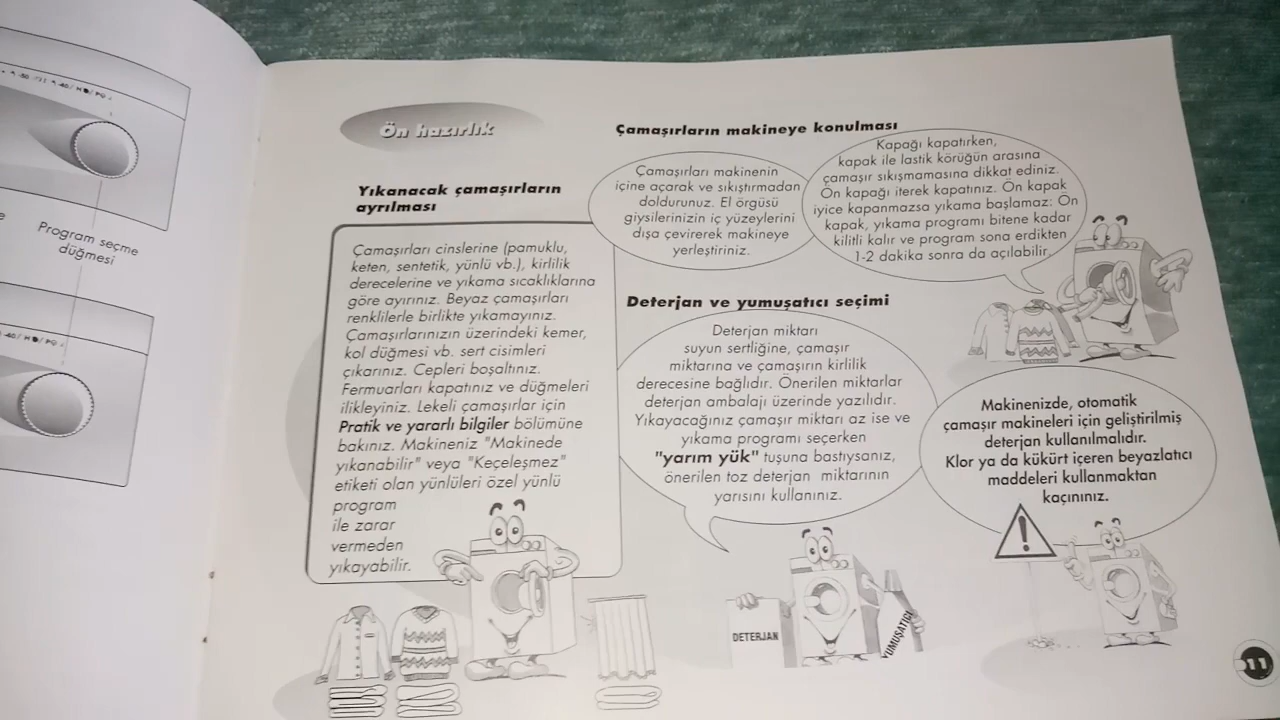 Program seçme
düğmesi
Ön hazırlık
Yıkanacak çamaşırların
ayrılması
Çamaşırları cinslerine (pamuklu,
keten, sentetik, yünlü vb.), kirlilik
derecelerine ve yıkama sıcaklıklarına
göre ayırınız. Beyaz çamaşırları
renklilerle birlikte yıkamayınız.
Çamaşırlarınızın üzerindeki kemer,
kol düğmesi vb. sert cisimleri
çıkarınız. Cepleri boşaltınız.
Fermuarları kapatınız ve düğmeleri
ilikleyiniz. Lekeli çamaşırlar için
Pratik ve yararlı bilgiler bölümüne
bakınız. Makineniz "Makinede
yıkanabilir" veya "Keçeleşmez"
etiketi olan yünlüleri özel yünlü
program
ile zarar
vermeden
yıkayabilir.
Çamaşırların makineye konulması
Çamaşırları makinenin
içine açarak ve sıkıştırmadan
doldurunuz. El örgüsü
giysilerinizin iç yüzeylerini
dışa çevirerek makineye
yerleştiriniz.
Kapağı kapatırken,
kapak ile lastik körüğün arasına
çamaşır sıkışmamasına dikkat ediniz.
Ön kapağı iterek kapatınız. Ön kapak
iyice kapanmazsa yıkama başlamaz: Ön
kapak, yıkama programı bitene kadar
kilitli kalır ve program sona erdikten
1-2 dakika sonra da açılabilir
Deterjan ve yumuşatıcı seçimi
Deterjan miktarı
suyun sertliğine, çamaşır
miktarına ve çamaşırın kirlilik
derecesine bağlıdır. Önerilen miktarlar
deterjan ambalajı üzerinde yazılıdır.
Yıkayacağınız çamaşır miktarı az ise ve
yıkama programı seçerken
"yarım yük" tuşuna bastıysanız,
önerilen toz deterjan miktarının
yarısını kullanınız.
Makinenizde, otomatik
çamaşır makineleri için geliştirilmiş
deterjan kullanılmalıdır.
Klor ya da kükürt içeren beyazlatıcı
maddeleri kullanmaktan
kaçınınız.
DETERJAN
YUMUŞATICI
11